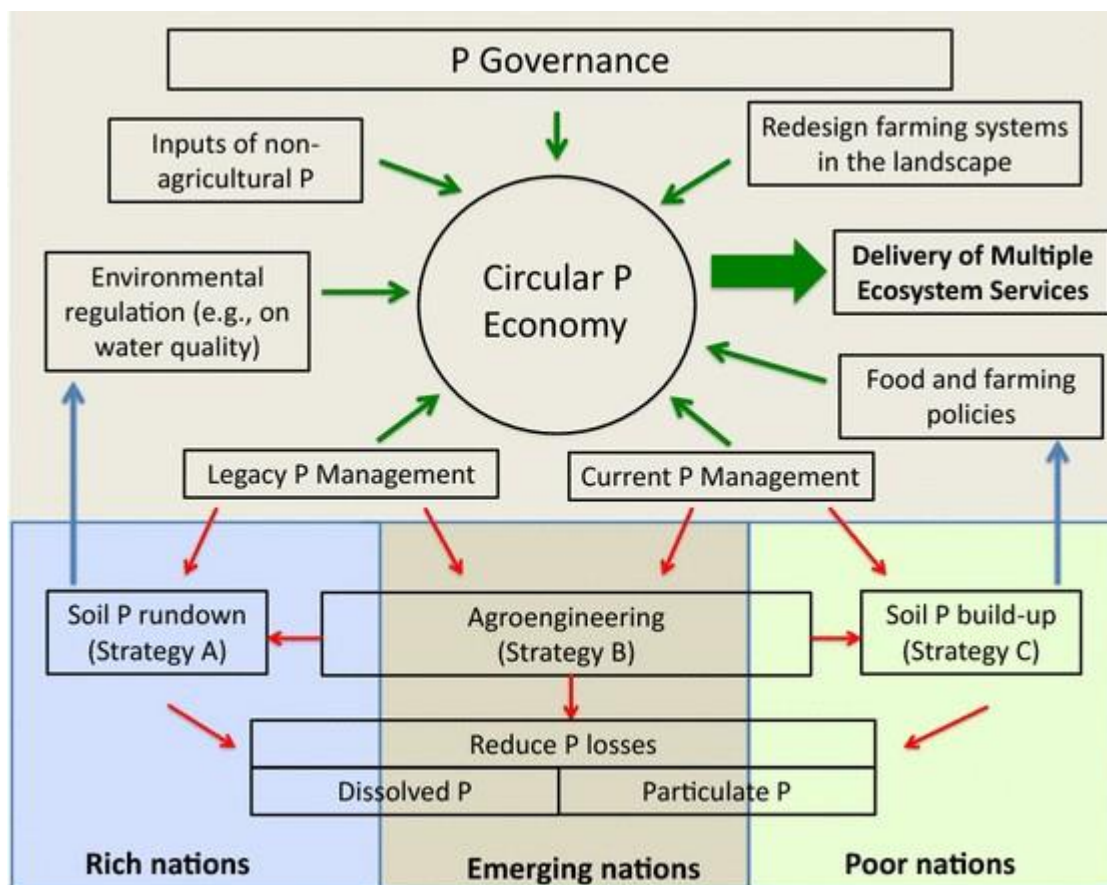 P Governance
Inputs of non-
agricultural P
Redesign farming systems
in the landscape
Environmental
regulation (e.g., on
water quality)
Circular P
Economy
Delivery of Multiple
Ecosystem Services
Food and farming
policies
Legacy P Management
Current P Management
Soil P rundown
(Strategy A)
Agroengineering
(Strategy B)
Soil P build-up
(Strategy C)
Reduce P losses
Dissolved P
Particulate P
Rich nations
Emerging nations
Poor nations